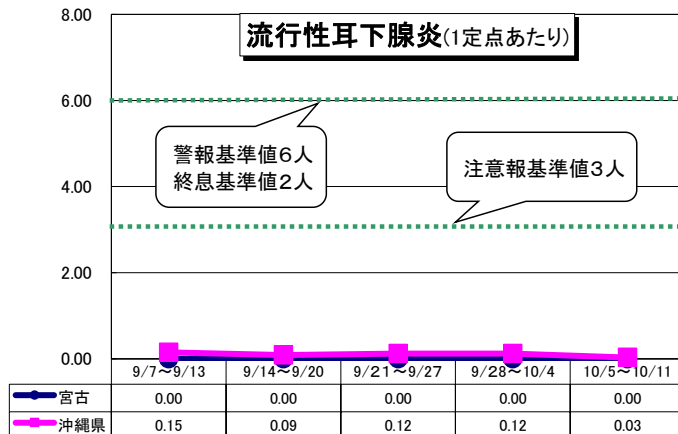 流行性耳下腺炎(1定点あたり)
8.00
6.00
警報基準値6人
終息基準値2人
注意報基準値3人
4.00
2.00
0.00
9/7～9/13 9/14～9/20 9/21～9/27 9/28～10/4 10/5～10/11
宮古 0.00 0.00 0.00 0.00 0.00
沖縄県 0.15 0.09 0.12 0.12 0.03